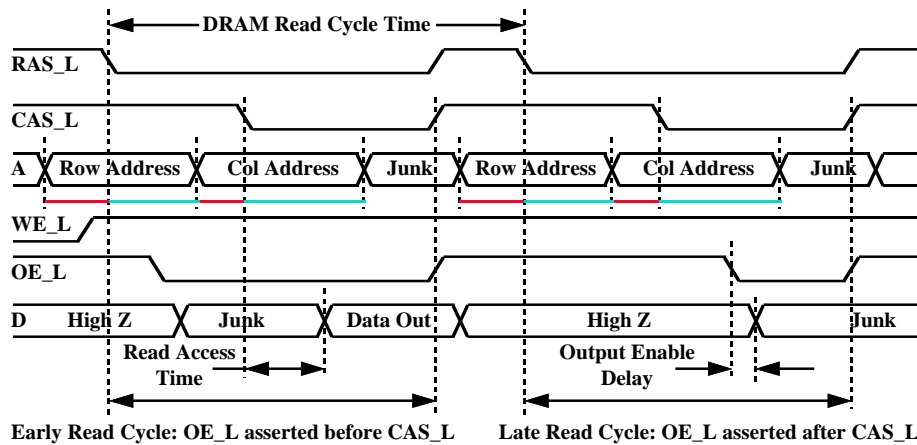 DRAM Read Cycle Time
RAS_L
CAS_L
A Row Address Col Address Junk Row Address Col Address Junk
WE_L
OE_L
D High Z Junk Data Out High Z Junk
Read Access Time
Output Enable Delay
Early Read Cycle: OE_L asserted before CAS_L
Late Read Cycle: OE_L asserted after CAS_L